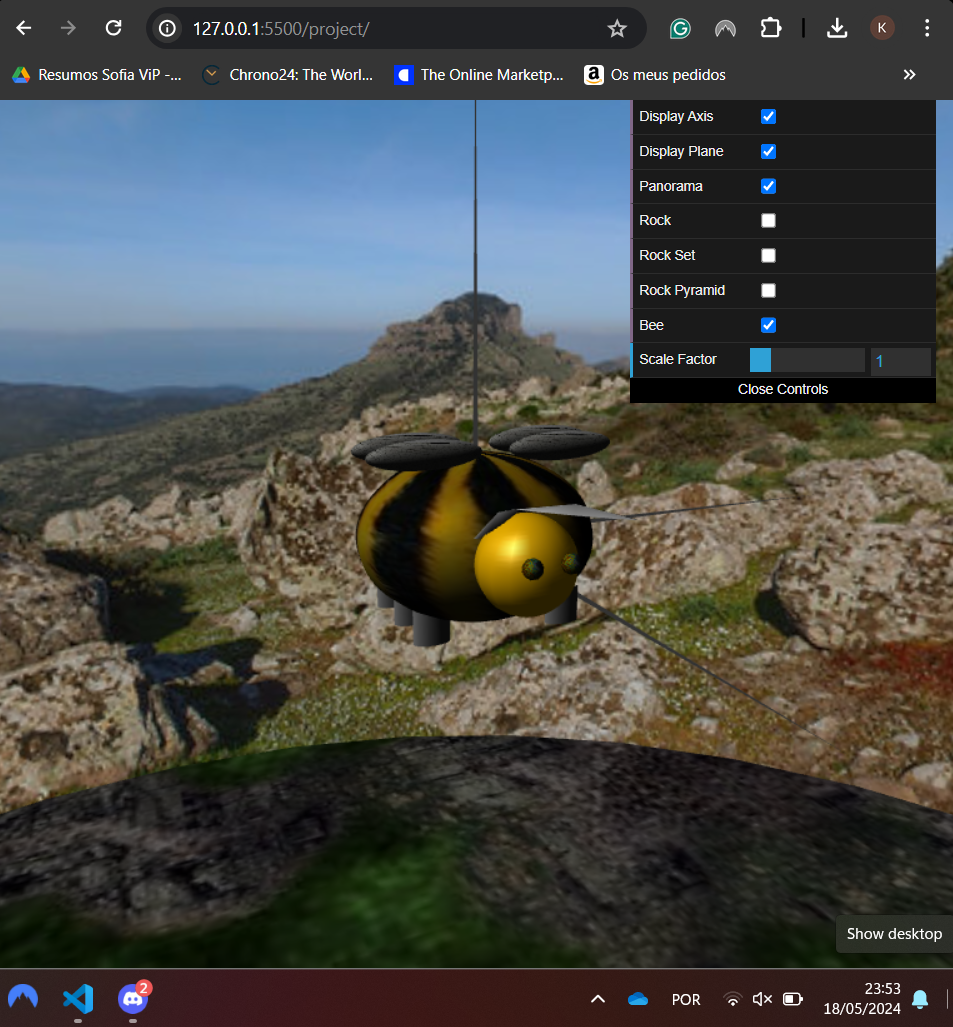 127.0.0.1:5500/project/
K
Resumos Sofia ViP -...
Chrono24: The Worl...
The Online Marketp...
a
Os meus pedidos
»
Display Axis
Display Plane
Panorama
Rock
Rock Set
Rock Pyramid
Bee
Scale Factor
1
Close Controls
Show desktop
2
POR
23:53
18/05/2024